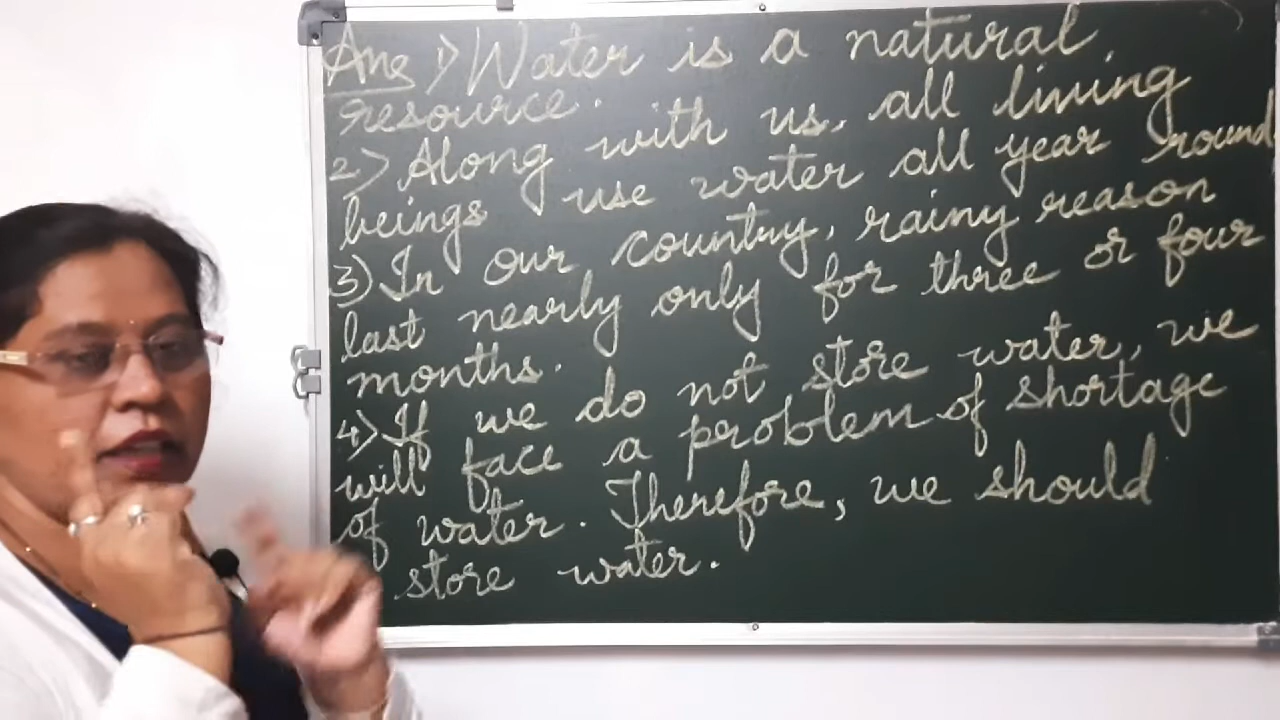 Ans 1) Water is a natural
resource.
2) Along with us, all living
beings use water all year round
3) In our country, rainy reason
last nearly only for three or four
months.
4) If we do not store water, we
will face a problem of shortage
of water. Therefore, we should
store water.